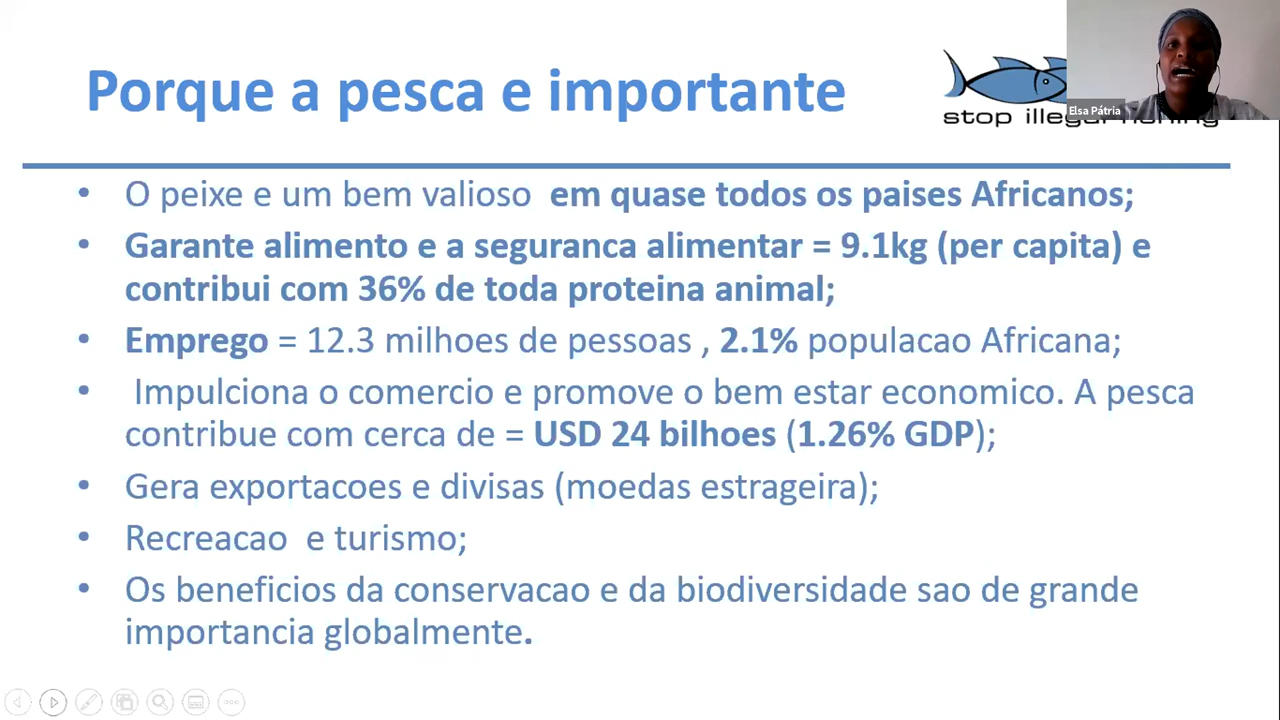 Porque a pesca e importante
stop illegal fishing
Elsa Pátria
• O peixe e um bem valioso em quase todos os paises Africanos;
• Garante alimento e a seguranca alimentar = 9.1kg (per capita) e
contribui com 36% de toda proteina animal;
• Emprego = 12.3 milhoes de pessoas , 2.1% populacao Africana;
• Impulciona o comercio e promove o bem estar economico. A pesca
contribue com cerca de = USD 24 bilhoes (1.26% GDP);
• Gera exportacoes e divisas (moedas estrageira);
• Recreacao e turismo;
• Os beneficios da conservacao e da biodiversidade sao de grande
importancia globalmente.